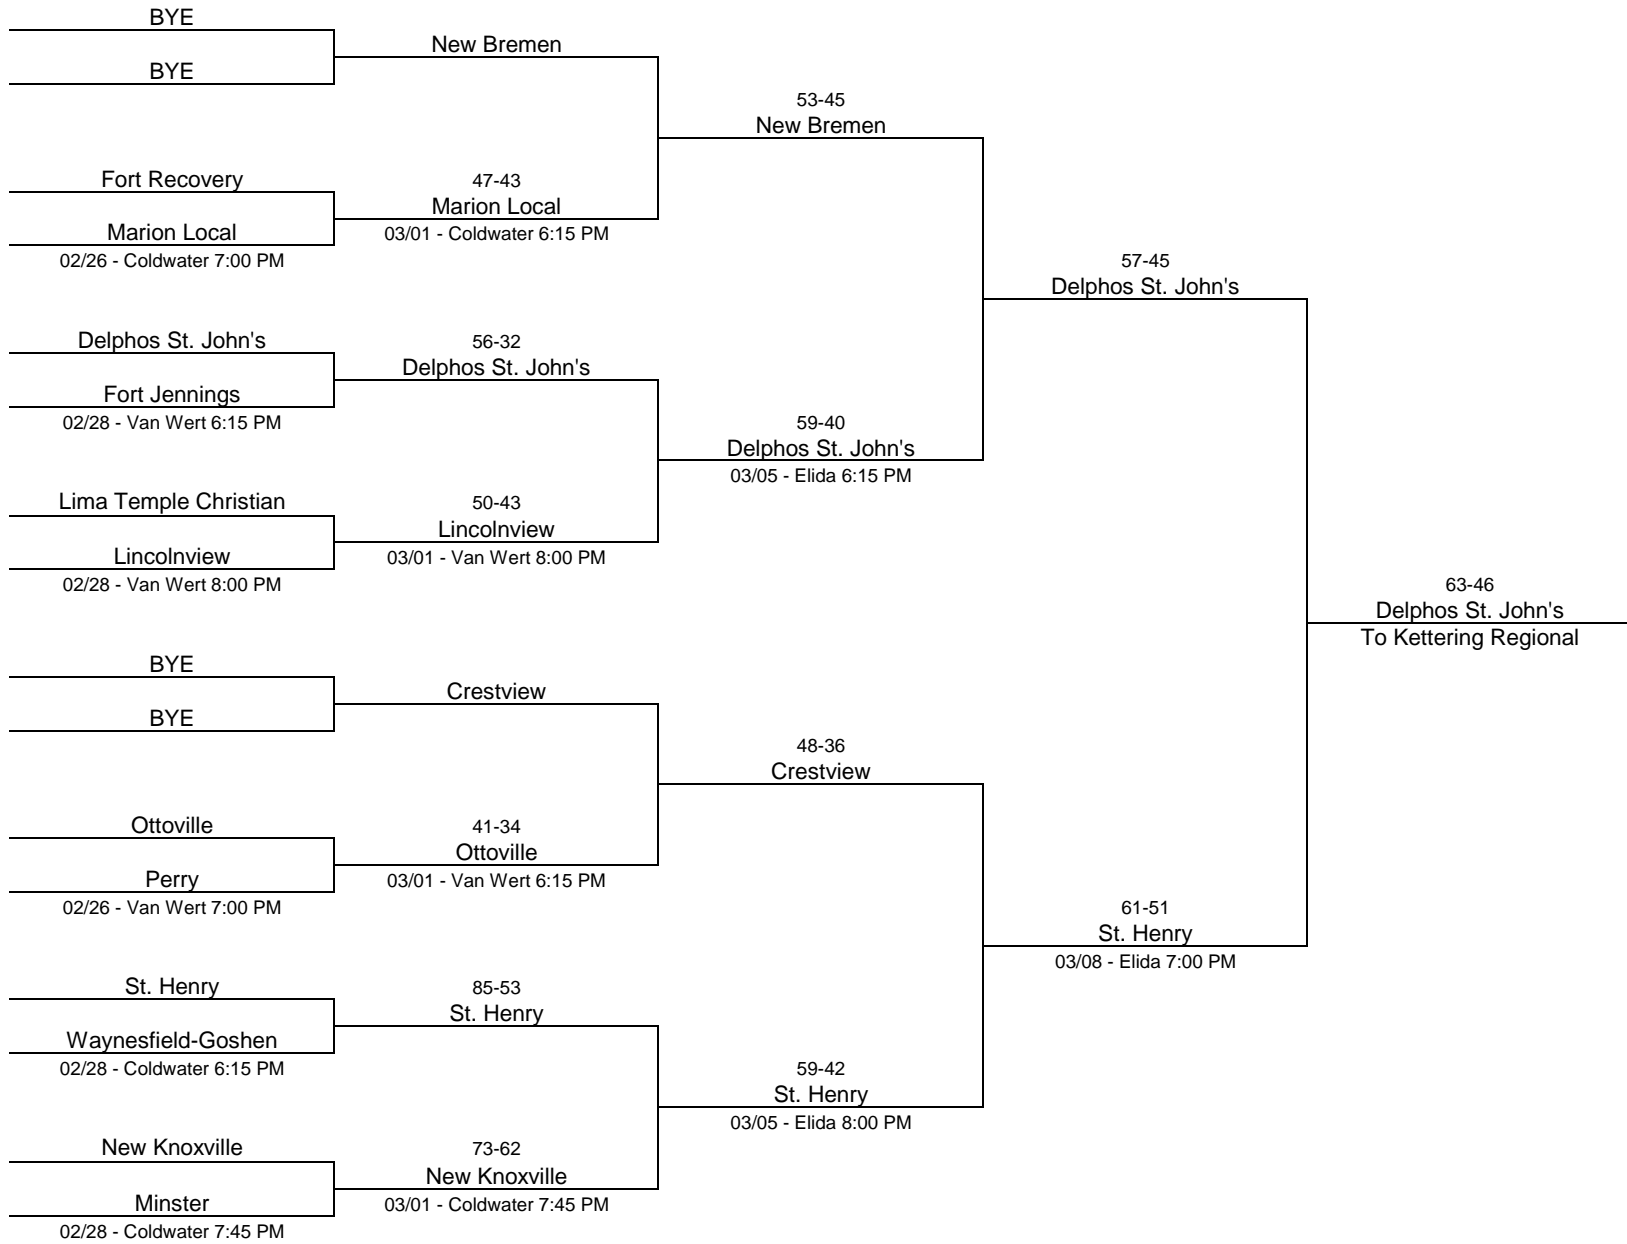 BYE
BYE
New Bremen
Fort Recovery
Marion Local
02/26 - Coldwater 7:00 PM
47-43
Marion Local
03/01 - Coldwater 6:15 PM
53-45
New Bremen
Delphos St. John's
Fort Jennings
02/28 - Van Wert 6:15 PM
56-32
Delphos St. John's
Lima Temple Christian
Lincolnview
02/28 - Van Wert 8:00 PM
50-43
Lincolnview
03/01 - Van Wert 8:00 PM
59-40
Delphos St. John's
03/05 - Elida 6:15 PM
57-45
Delphos St. John's
BYE
BYE
Crestview
Ottoville
Perry
02/26 - Van Wert 7:00 PM
41-34
Ottoville
03/01 - Van Wert 6:15 PM
48-36
Crestview
St. Henry
Waynesfield-Goshen
02/28 - Coldwater 6:15 PM
85-53
St. Henry
New Knoxville
Minster
02/28 - Coldwater 7:45 PM
73-62
New Knoxville
03/01 - Coldwater 7:45 PM
59-42
St. Henry
03/05 - Elida 8:00 PM
61-51
St. Henry
03/08 - Elida 7:00 PM
63-46
Delphos St. John's
To Kettering Regional